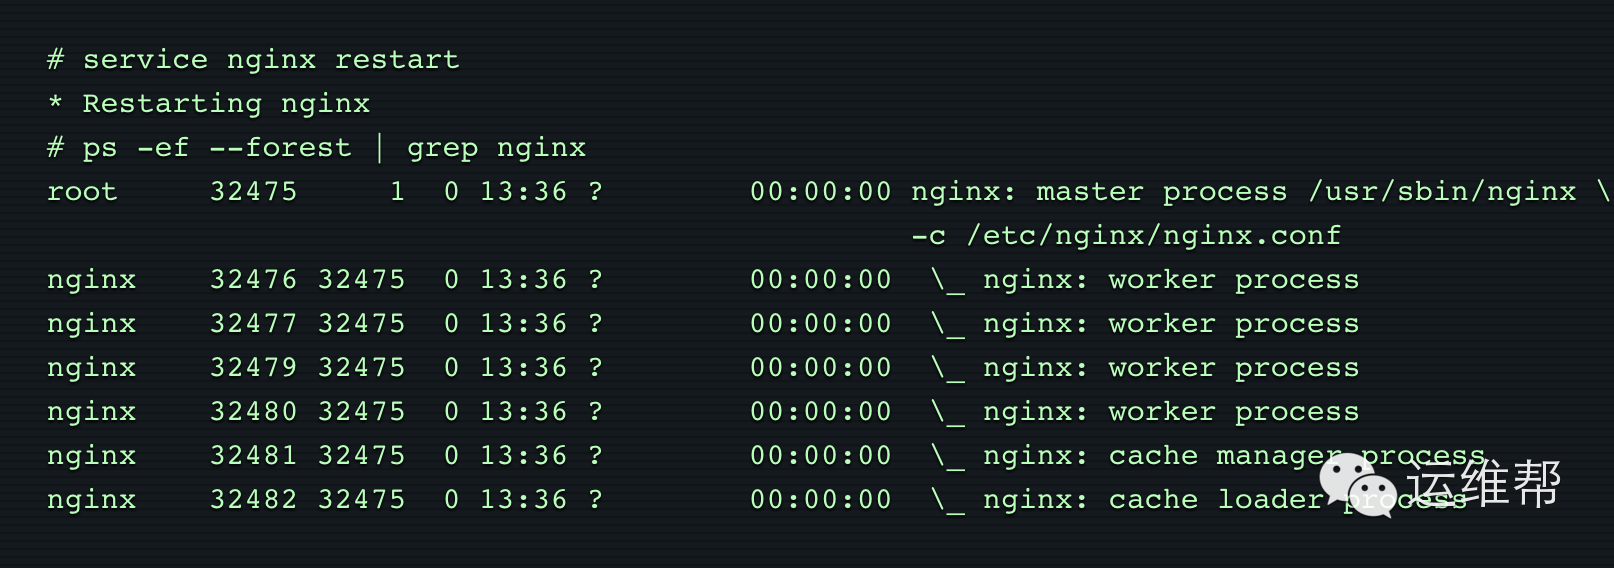 # service nginx restart
* Restarting nginx
# ps -ef --forest | grep nginx
root     32475     1  0 13:36 ?        00:00:00 nginx: master process /usr/sbin/nginx \
                                                -c /etc/nginx/nginx.conf
nginx    32476 32475  0 13:36 ?        00:00:00  \_ nginx: worker process
nginx    32477 32475  0 13:36 ?        00:00:00  \_ nginx: worker process
nginx    32479 32475  0 13:36 ?        00:00:00  \_ nginx: worker process
nginx    32480 32475  0 13:36 ?        00:00:00  \_ nginx: worker process
nginx    32481 32475  0 13:36 ?        00:00:00  \_ nginx: cache manager process
nginx    32482 32475  0 13:36 ?        00:00:00  \_ nginx: cache loader process
运维帮